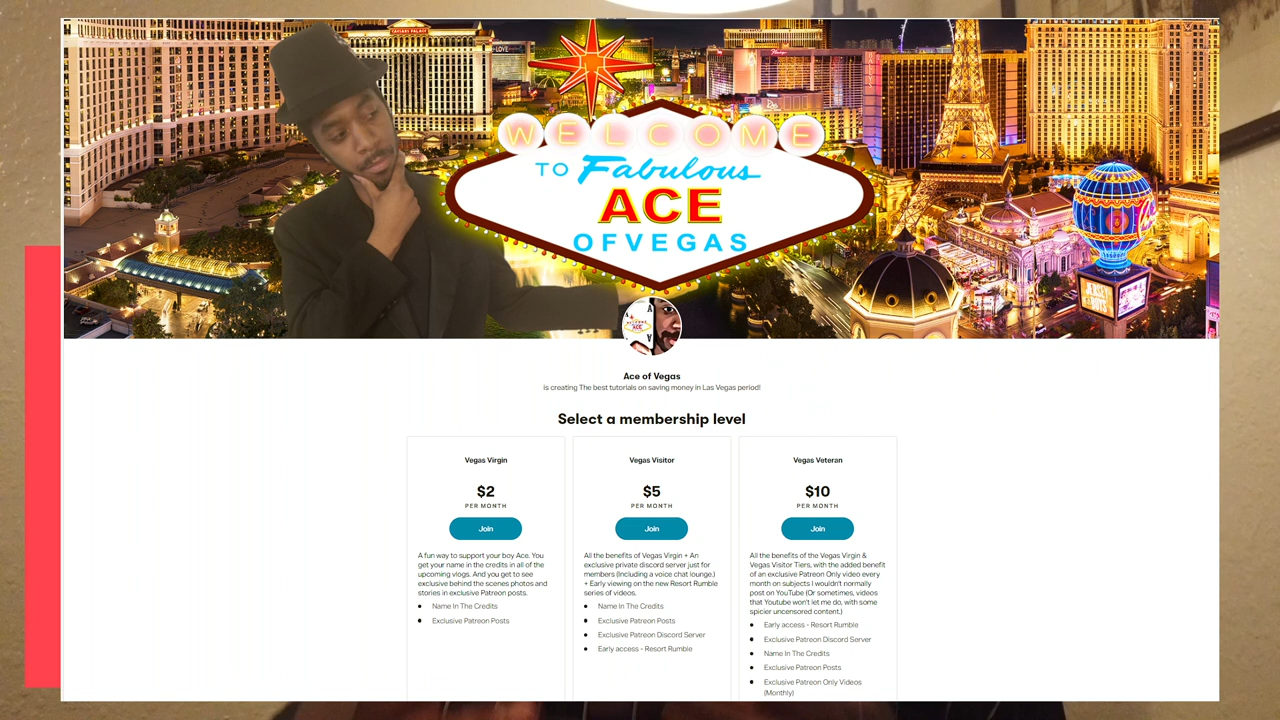 CAESARS PALACE
LOVE
Flamingo
WELCOME
TO Fabulous
ACE
OFVEGAS
A
A
ACE
Ace of Vegas
is creating The best tutorials on saving money in Las Vegas period!
Select a membership level
Vegas Virgin
$2
PER MONTH
Join
A fun way to support your boy Ace. You
get your name in the credits in all of the
upcoming vlogs. And you get to see
exclusive behind the scenes photos and
stories in exclusive Patreon posts.
• Name In The Credits
• Exclusive Patreon Posts
Vegas Visitor
$5
PER MONTH
Join
All the benefits of Vegas Virgin + An
exclusive private discord server just for
members (Including a voice chat lounge.)
+ Early viewing on the new Resort Rumble
series of videos.
• Name In The Credits
• Exclusive Patreon Posts
• Exclusive Patreon Discord Server
• Early access - Resort Rumble
Vegas Veteran
$10
PER MONTH
Join
All the benefits of the Vegas Virgin &
Vegas Visitor Tiers, with the added benefit
of an exclusive Patreon Only video every
month on subjects I wouldn't normally
post on YouTube (Or sometimes, videos
that Youtube won't let me do, with some
spicier uncensored content.)
• Early access - Resort Rumble
• Exclusive Patreon Discord Server
• Name In The Credits
• Exclusive Patreon Posts
• Exclusive Patreon Only Videos
(Monthly)